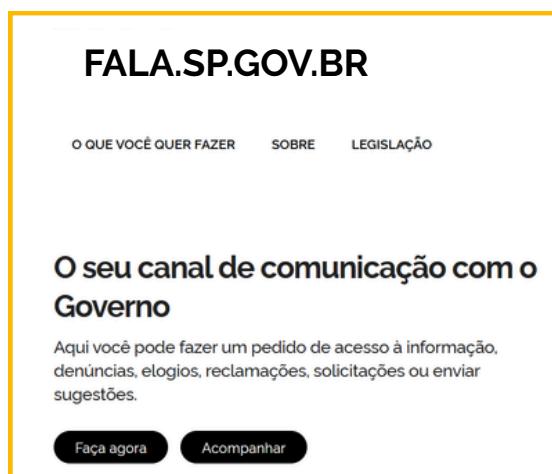 FALA.SP.GOV.BR
O QUE VOCÊ QUER FAZER SOBRE LEGISLAÇÃO
O seu canal de comunicação com o
Governo
Aqui você pode fazer um pedido de acesso à informação,
denúncias, elogios, reclamações, solicitações ou enviar
sugestões.
Faça agora Acompanhar